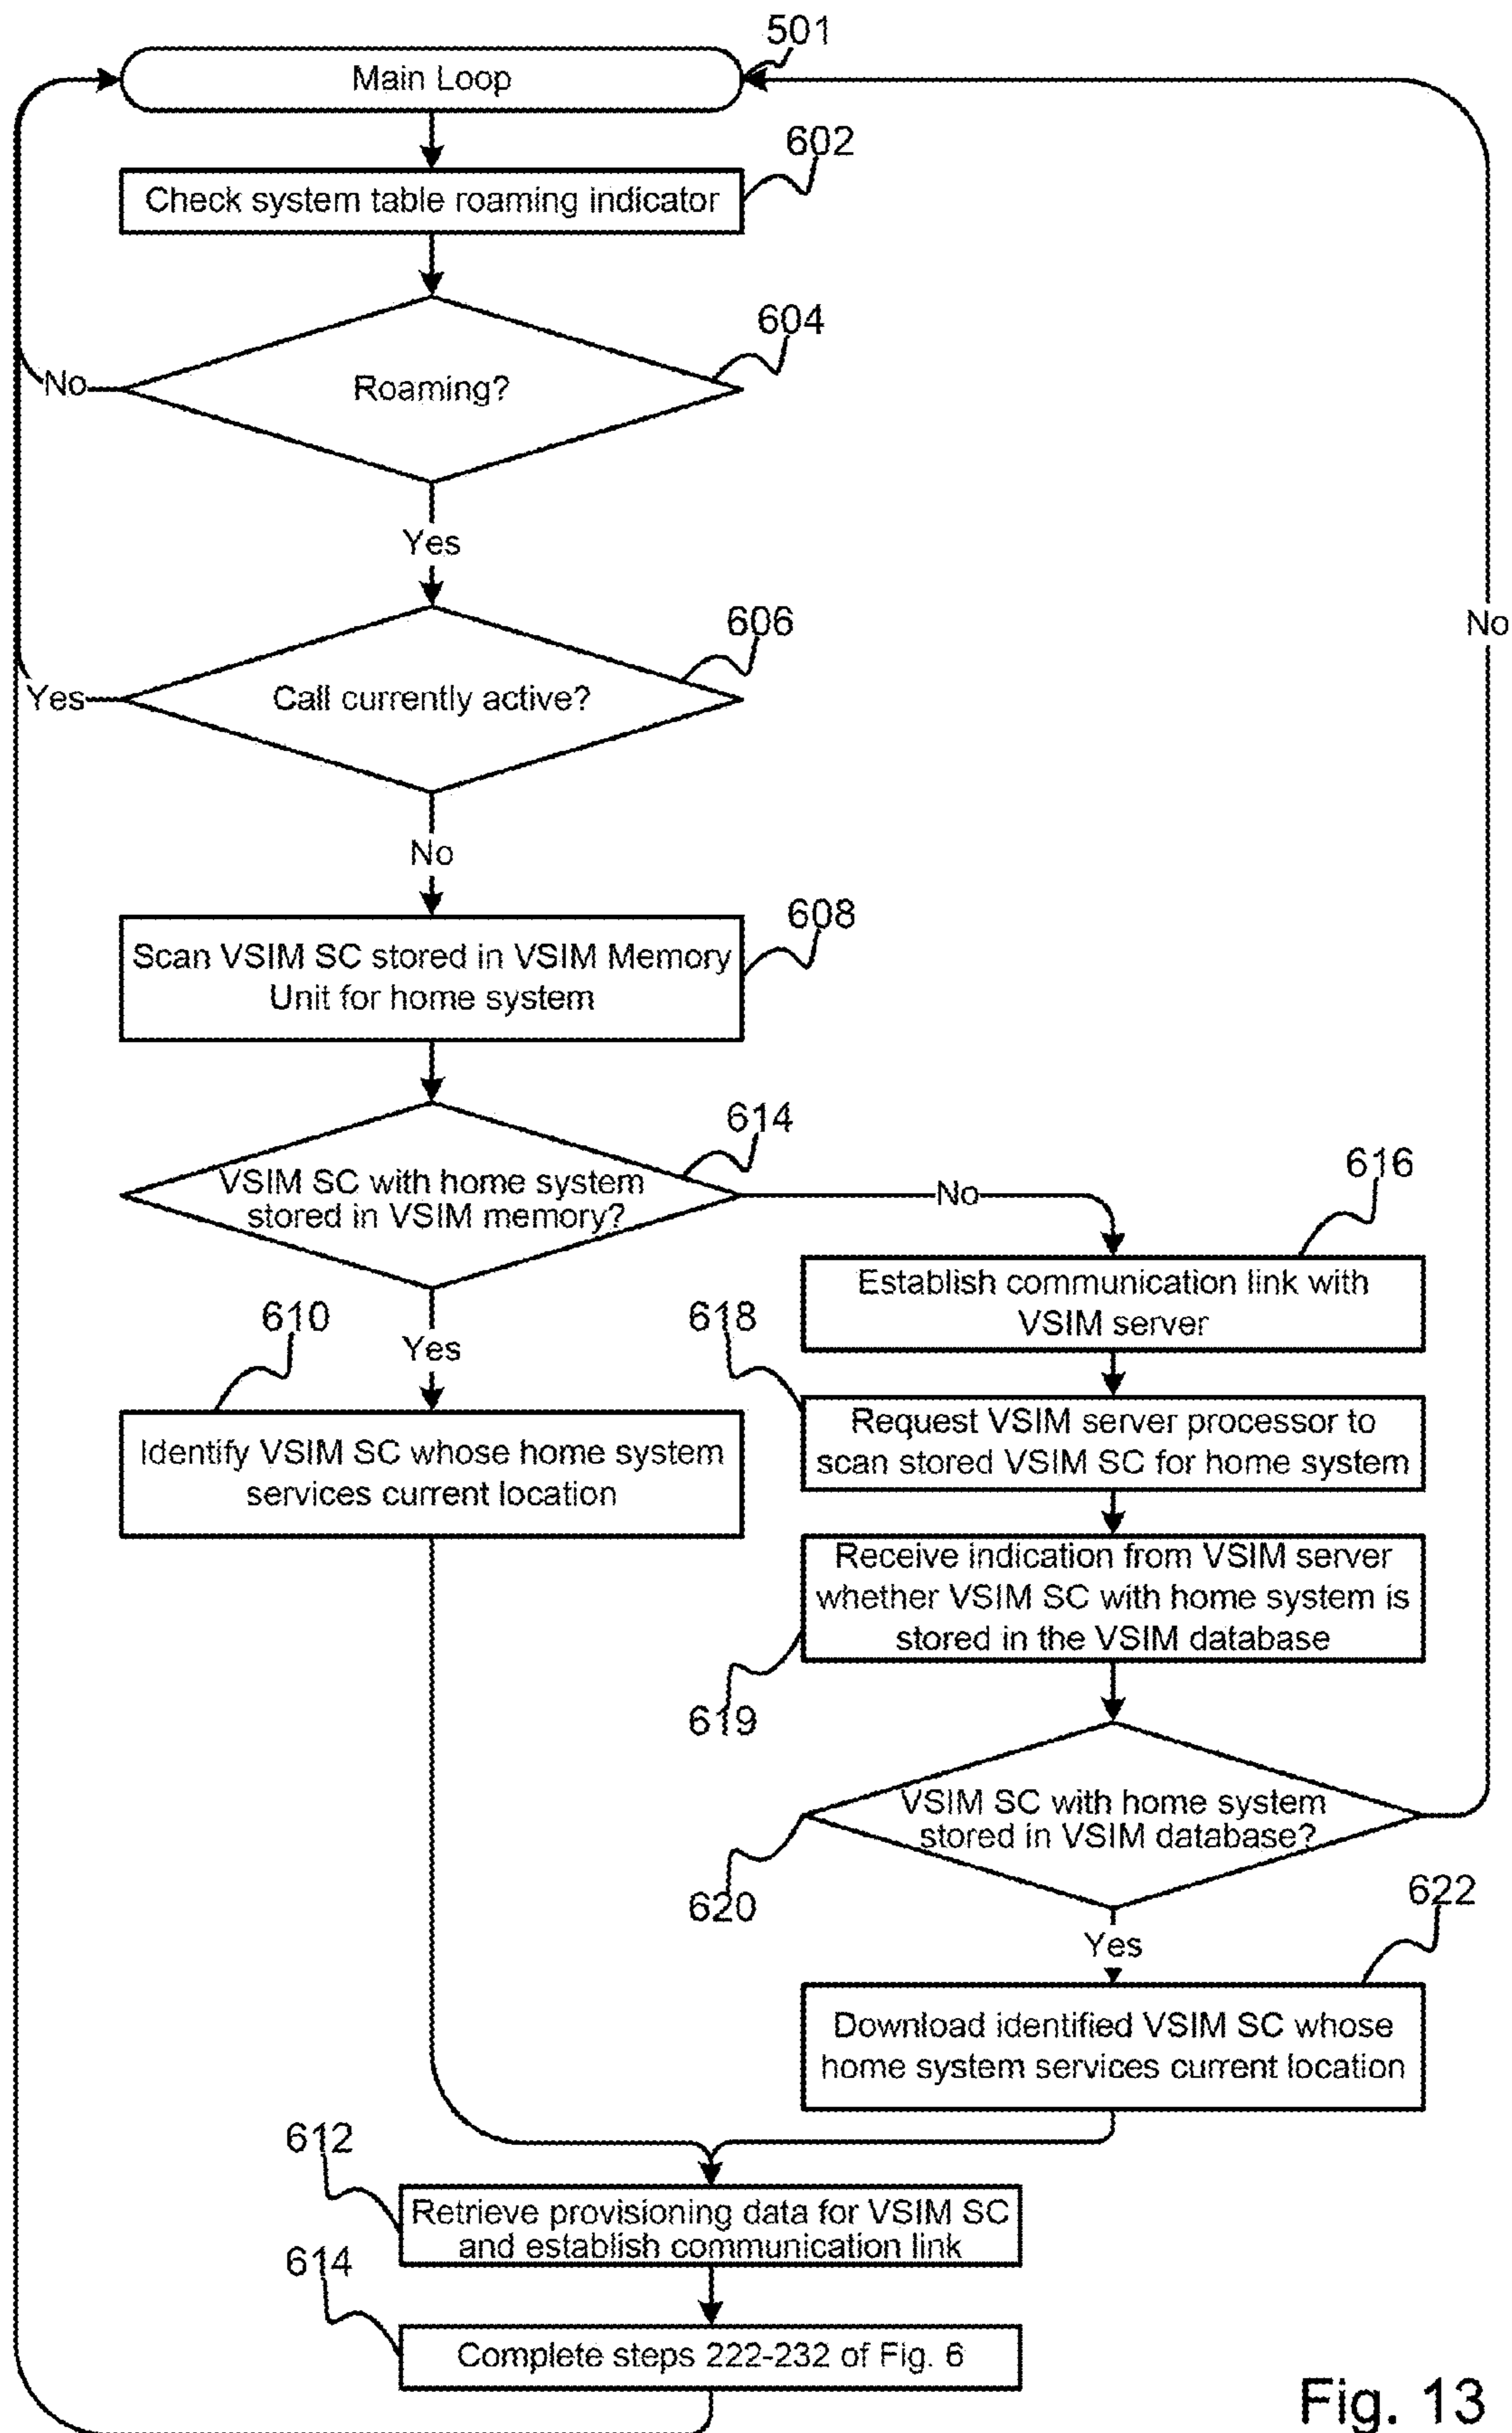 501
Main Loop
602
Check system table roaming indicator
604
Roaming?
No
Yes
606
Call currently active?
Yes
No
No
608
Scan VSIM SC stored in VSIM Memory
Unit for home system
614
VSIM SC with home system
stored in VSIM memory?
No
616
Establish communication link with
VSIM server
610
Yes
618
Identify VSIM SC whose home system
services current location
Request VSIM server processor to
scan stored VSIM SC for home system
Receive indication from VSIM server
whether VSIM SC with home system is
stored in the VSIM database
619
VSIM SC with home system
stored in VSIM database?
620
Yes
622
Download identified VSIM SC whose
home system services current location
612
Retrieve provisioning data for VSIM SC
and establish communication link
614
Complete steps 222-232 of Fig. 6
Fig. 13